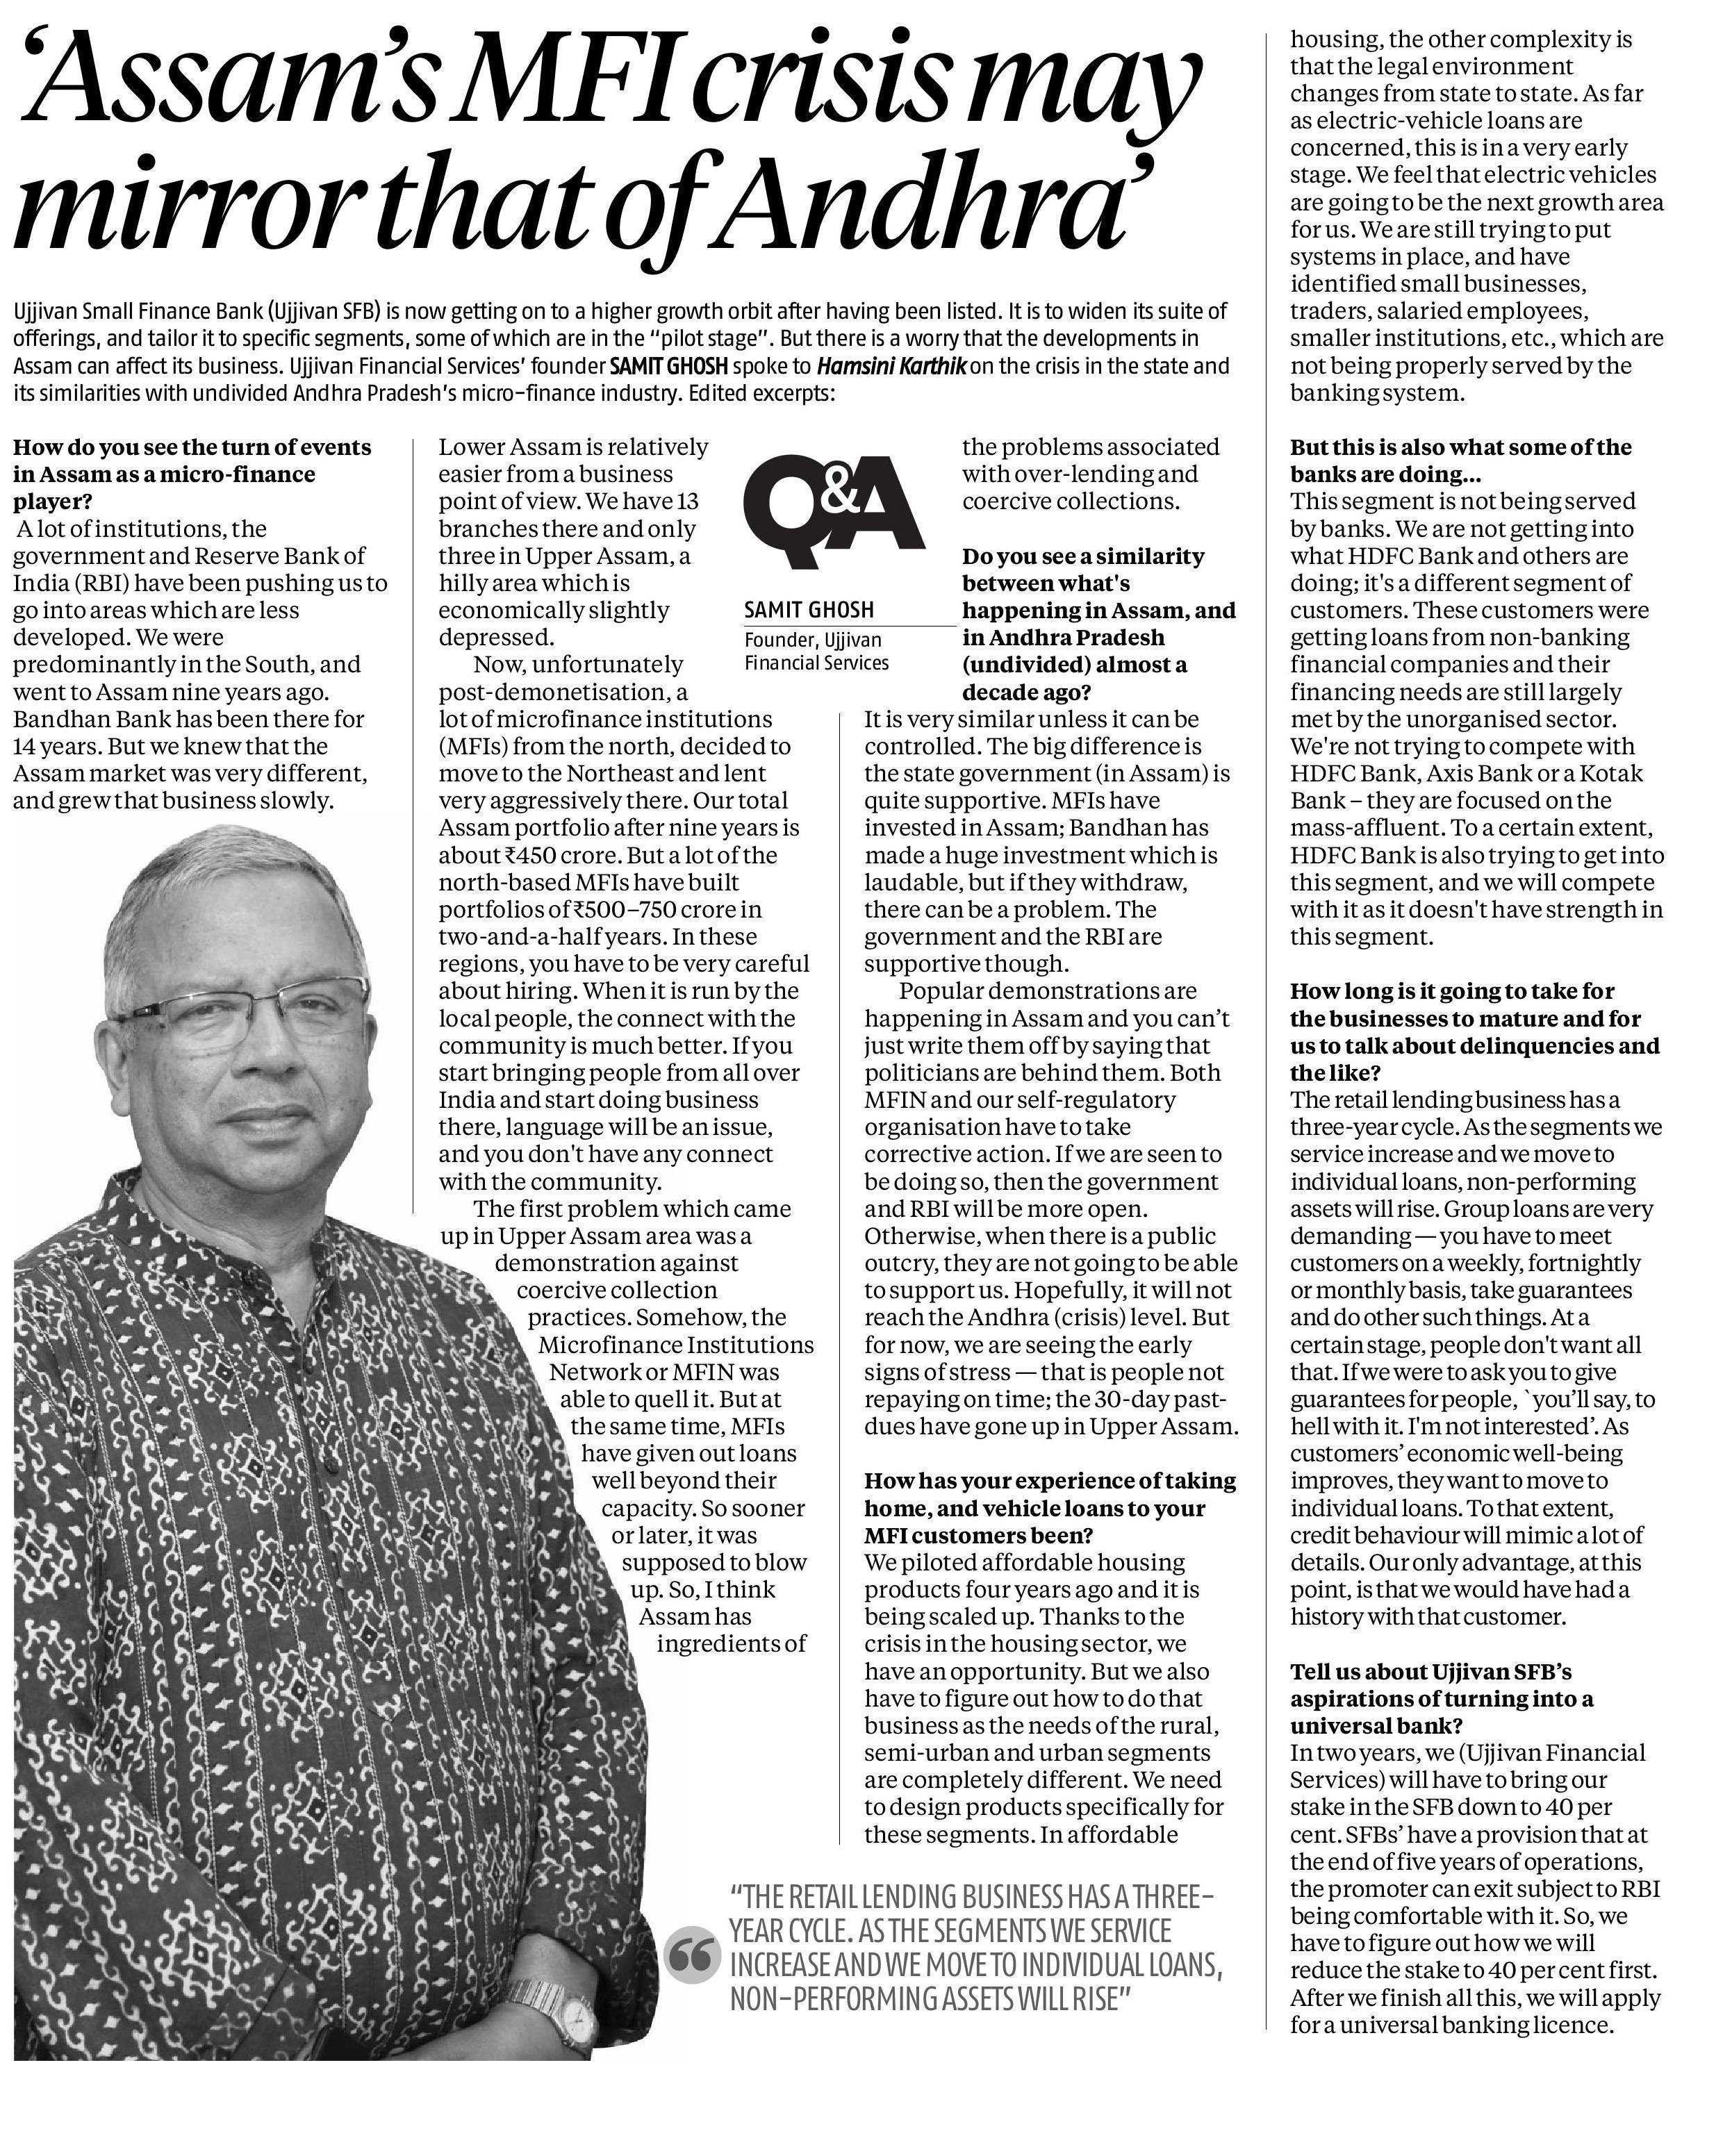 ‘Assam’s MFI crisis may
mirror that of Andhra’
Ujjivan Small Finance Bank (Ujjivan SFB) is now getting on to a higher growth orbit after having been listed. It is to widen its suite of
offerings, and tailor it to specific segments, some of which are in the “pilot stage”. But there is a worry that the developments in
Assam can affect its business. Ujjivan Financial Services’ founder SAMIT GHOSH spoke to Hamsini Karthik on the crisis in the state and
its similarities with undivided Andhra Pradesh’s micro-finance industry. Edited excerpts:
How do you see the turn of events
in Assam as a micro-finance
player?
A lot of institutions, the
government and Reserve Bank of
India (RBI) have been pushing us to
go into areas which are less
developed. We were
predominantly in the South, and
went to Assam nine years ago.
Bandhan Bank has been there for
14 years. But we knew that the
Assam market was very different,
and grew that business slowly.
Lower Assam is relatively
easier from a business
point of view. We have 13
branches there and only
three in Upper Assam, a
hilly area which is
economically slightly
depressed.
Now, unfortunately
post-demonetisation, a
lot of microfinance institutions
(MFIs) from the north, decided to
move to the Northeast and lent
very aggressively there. Our total
Assam portfolio after nine years is
about ₹450 crore. But a lot of the
north-based MFIs have built
portfolios of ₹500–750 crore in
two-and-a-half years. In these
regions, you have to be very careful
about hiring. When it is run by the
local people, the connect with the
community is much better. If you
start bringing people from all over
India and start doing business
there, language will be an issue,
and you don't have any connect
with the community.
The first problem which came
up in Upper Assam area was a
demonstration against
coercive collection
practices. Somehow, the
Microfinance Institutions
Network or MFIN was
able to quell it. But at
the same time, MFIs
have given out loans
well beyond their
capacity. So sooner
or later, it was
supposed to blow
up. So, I think
Assam has
ingredients of
Q&A
SAMIT GHOSH
Founder, Ujjivan
Financial Services
the problems associated
with over-lending and
coercive collections.
Do you see a similarity
between what's
happening in Assam, and
in Andhra Pradesh
(undivided) almost a
decade ago?
It is very similar unless it can be
controlled. The big difference is
the state government (in Assam) is
quite supportive. MFIs have
invested in Assam; Bandhan has
made a huge investment which is
laudable, but if they withdraw,
there can be a problem. The
government and the RBI are
supportive though.
Popular demonstrations are
happening in Assam and you can’t
just write them off by saying that
politicians are behind them. Both
MFIN and our self-regulatory
organisation have to take
corrective action. If we are seen to
be doing so, then the government
and RBI will be more open.
Otherwise, when there is a public
outcry, they are not going to be able
to support us. Hopefully, it will not
reach the Andhra (crisis) level. But
for now, we are seeing the early
signs of stress — that is people not
repaying on time; the 30-day past-
dues have gone up in Upper Assam.
How has your experience of taking
home, and vehicle loans to your
MFI customers been?
We piloted affordable housing
products four years ago and it is
being scaled up. Thanks to the
crisis in the housing sector, we
have an opportunity. But we also
have to figure out how to do that
business as the needs of the rural,
semi-urban and urban segments
are completely different. We need
to design products specifically for
these segments. In affordable
“THE RETAIL LENDING BUSINESS HAS A THREE-
YEAR CYCLE. AS THE SEGMENTS WE SERVICE
INCREASE AND WE MOVE TO INDIVIDUAL LOANS,
NON-PERFORMING ASSETS WILL RISE”
housing, the other complexity is
that the legal environment
changes from state to state. As far
as electric-vehicle loans are
concerned, this is in a very early
stage. We feel that electric vehicles
are going to be the next growth area
for us. We are still trying to put
systems in place, and have
identified small businesses,
traders, salaried employees,
smaller institutions, etc., which are
not being properly served by the
banking system.
But this is also what some of the
banks are doing...
This segment is not being served
by banks. We are not getting into
what HDFC Bank and others are
doing; it's a different segment of
customers. These customers were
getting loans from non-banking
financial companies and their
financing needs are still largely
met by the unorganised sector.
We're not trying to compete with
HDFC Bank, Axis Bank or a Kotak
Bank – they are focused on the
mass-affluent. To a certain extent,
HDFC Bank is also trying to get into
this segment, and we will compete
with it as it doesn't have strength in
this segment.
How long is it going to take for
the businesses to mature and for
us to talk about delinquencies and
the like?
The retail lending business has a
three-year cycle. As the segments we
service increase and we move to
individual loans, non-performing
assets will rise. Group loans are very
demanding — you have to meet
customers on a weekly, fortnightly
or monthly basis, take guarantees
and do other such things. At a
certain stage, people don't want all
that. If we were to ask you to give
guarantees for people, `you’ll say, to
hell with it. I'm not interested’. As
customers’ economic well-being
improves, they want to move to
individual loans. To that extent,
credit behaviour will mimic a lot of
details. Our only advantage, at this
point, is that we would have had a
history with that customer.
Tell us about Ujjivan SFB’s
aspirations of turning into a
universal bank?
In two years, we (Ujjivan Financial
Services) will have to bring our
stake in the SFB down to 40 per
cent. SFBs’ have a provision that at
the end of five years of operations,
the promoter can exit subject to RBI
being comfortable with it. So, we
have to figure out how we will
reduce the stake to 40 per cent first.
After we finish all this, we will apply
for a universal banking licence.